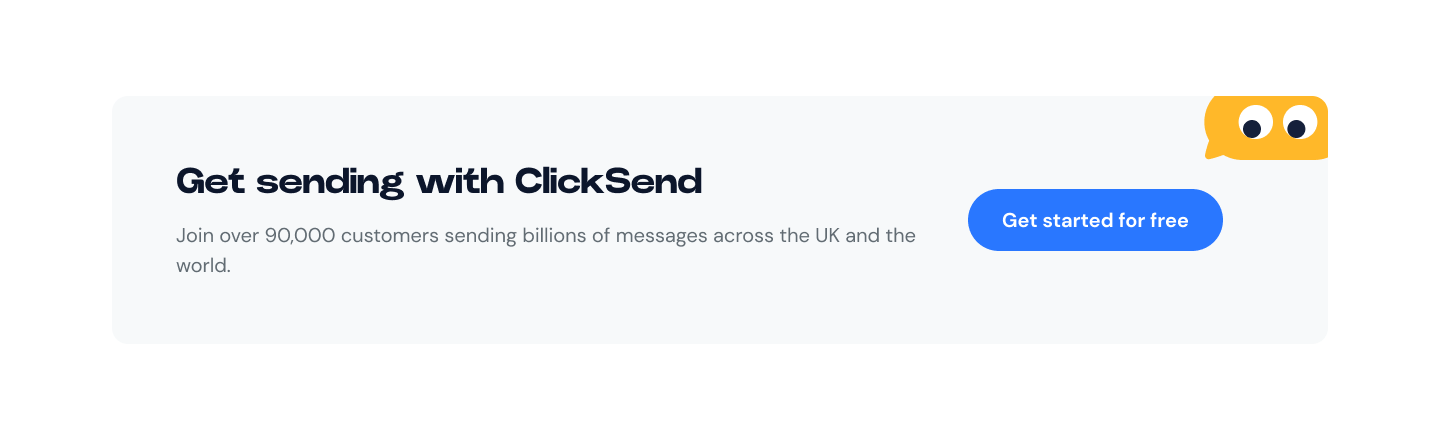 Get sending with ClickSend
Join over 90,000 customers sending billions of messages across the UK and the
world.
Get started for free